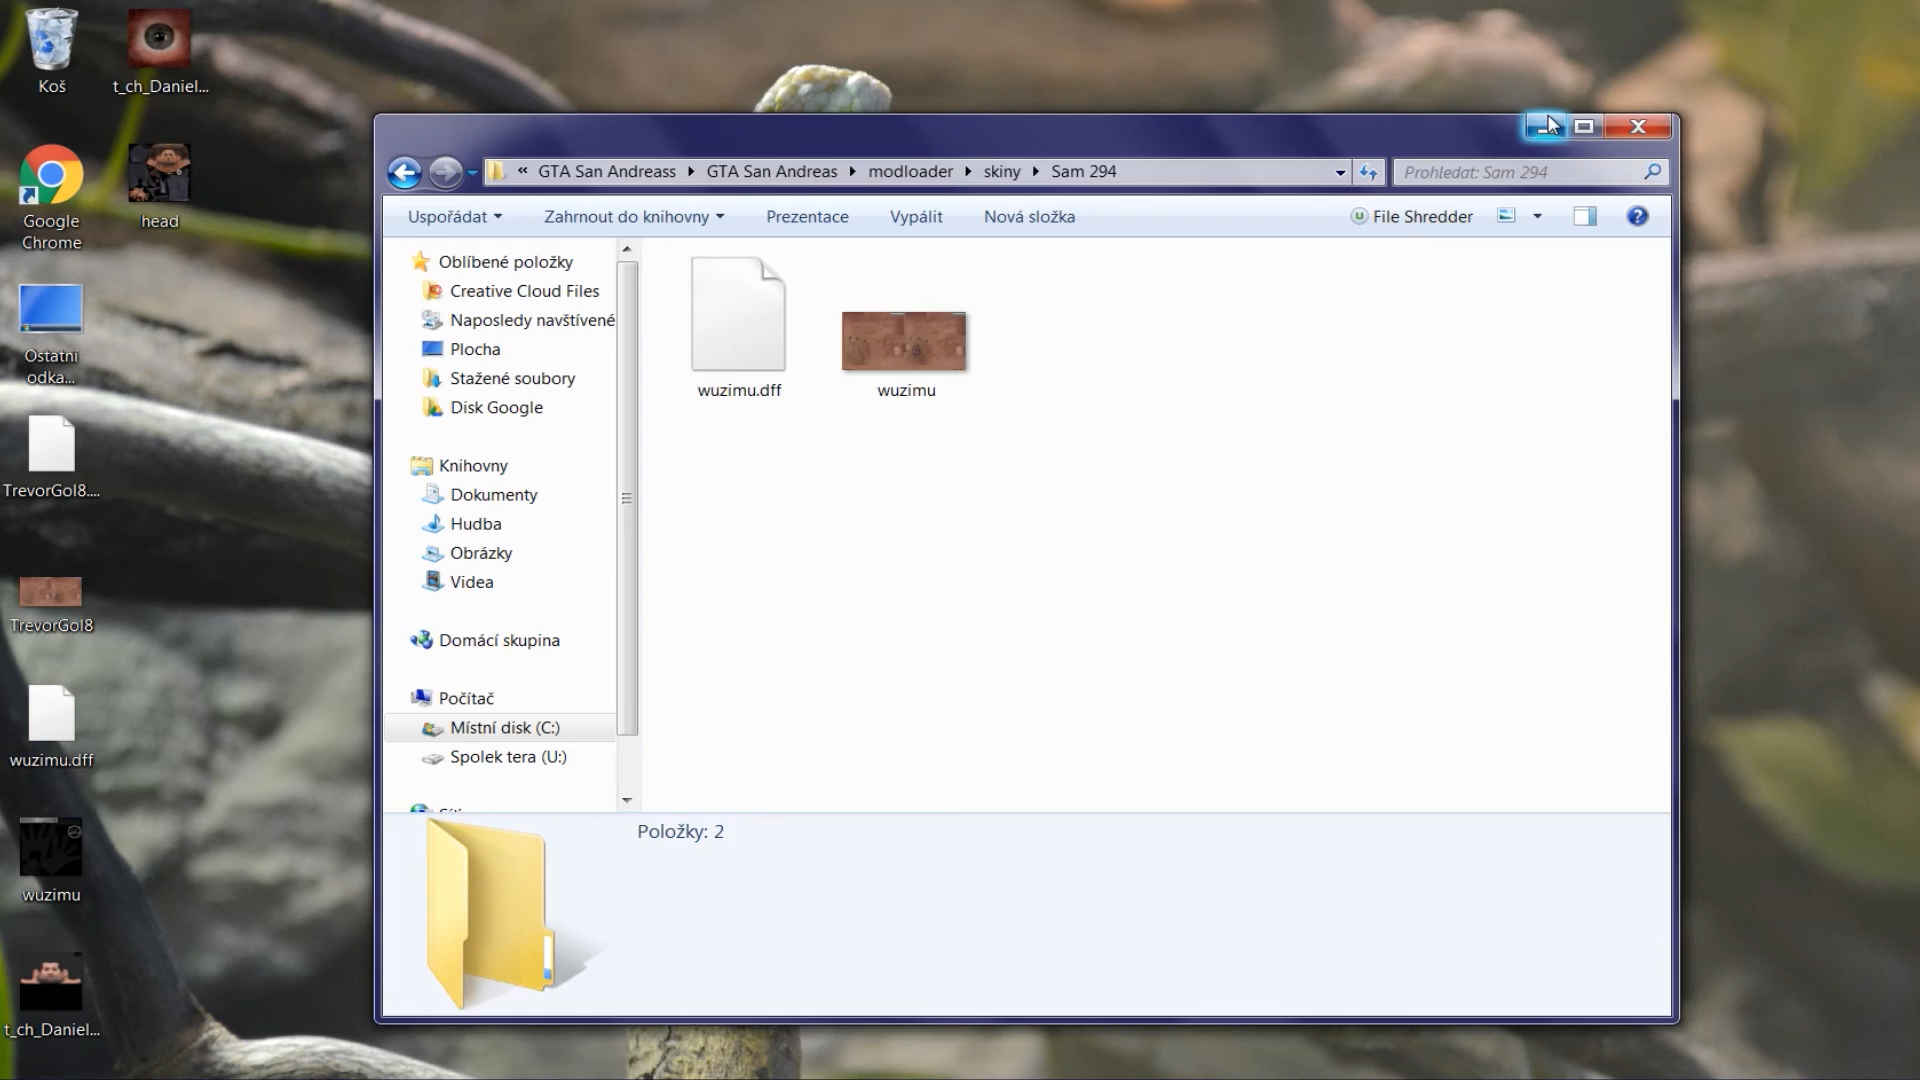 Koš
t_ch_Daniel...
Google
Chrome
head
Ostatní
odka...
TrevorGol8....
TrevorGol8
wuzimu.dff
wuzimu
t_ch_Daniel...
« GTA San Andreass GTA San Andreas modloader skiny Sam 294
Prohledat: Sam 294
Uspořádat Zahrnout do knihovny Prezentace Vypálit Nová složka File Shredder
Oblíbené položky
Creative Cloud Files
Naposledy navštívené
Plocha
Stažené soubory
Disk Google
Knihovny
Dokumenty
Hudba
Obrázky
Videa
Domácí skupina
Počítač
Místní disk (C:)
Spolek tera (U:)
wuzimu.dff
wuzimu
Položky: 2